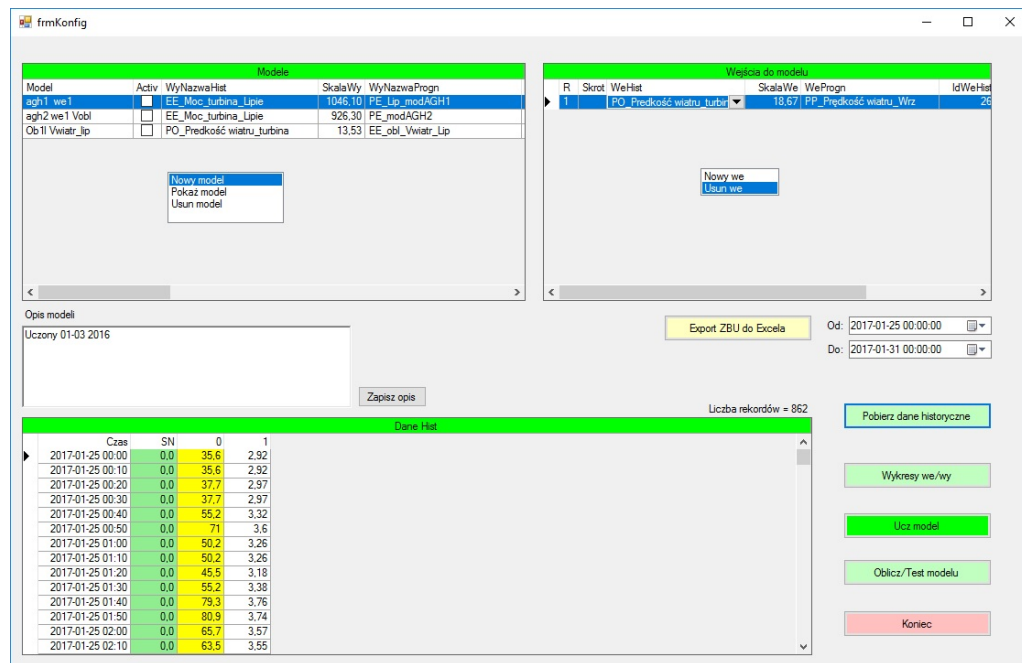 frmKonfig
Modele
Model Activ WyNazwaHist SkalaWy WyNazwaProgn
agh1 we1 EE_Moc_turbina_Lipie 1046,10 PE_Lip_modAGH1
agh2 we1 Vobl EE_Moc_turbina_Lipie 926,30 PE_modAGH2
Ob1l Vwiatr_lip PO_Predkość wiatru_turbina 13,53 EE_obl_Vwiatr_Lip
Nowy model
Pokaż model
Usun model
Wejścia do modelu
R Skrot WeHist SkalaWe WeProgn IdWeHist
1 PO_Predkość wiatru_turbir 18,67 PP_Prędkość wiatru_Wrz 26
Nowy we
Usun we
Opis modeli
Uczony 01-03 2016
Zapisz opis
Export ZBU do Excela
Od: 2017-01-25 00:00:00
Do: 2017-01-31 00:00:00
Liczba rekordów = 862
Dane Hist
Czas SN 0 1
2017-01-25 00:00 0,0 35,6 2,92
2017-01-25 00:10 0,0 35,6 2,92
2017-01-25 00:20 0,0 37,7 2,97
2017-01-25 00:30 0,0 37,7 2,97
2017-01-25 00:40 0,0 55,2 3,32
2017-01-25 00:50 0,0 71 3,6
2017-01-25 01:00 0,0 50,2 3,26
2017-01-25 01:10 0,0 50,2 3,26
2017-01-25 01:20 0,0 45,5 3,18
2017-01-25 01:30 0,0 55,2 3,38
2017-01-25 01:40 0,0 79,3 3,76
2017-01-25 01:50 0,0 80,9 3,74
2017-01-25 02:00 0,0 65,7 3,57
2017-01-25 02:10 0,0 63,5 3,55
Pobierz dane historyczne
Wykresy we/wy
Ucz model
Oblicz/Test modelu
Koniec